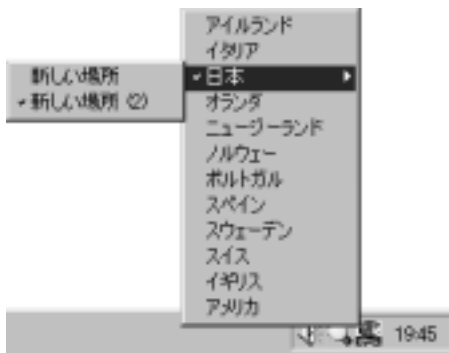 アイルランド
イタリア
日本
オランダ
ニュージーランド
ノルウェー
ポルトガル
スペイン
スウェーデン
スイス
イギリス
アメリカ
新しい場所
新しい場所 (2)
19:45